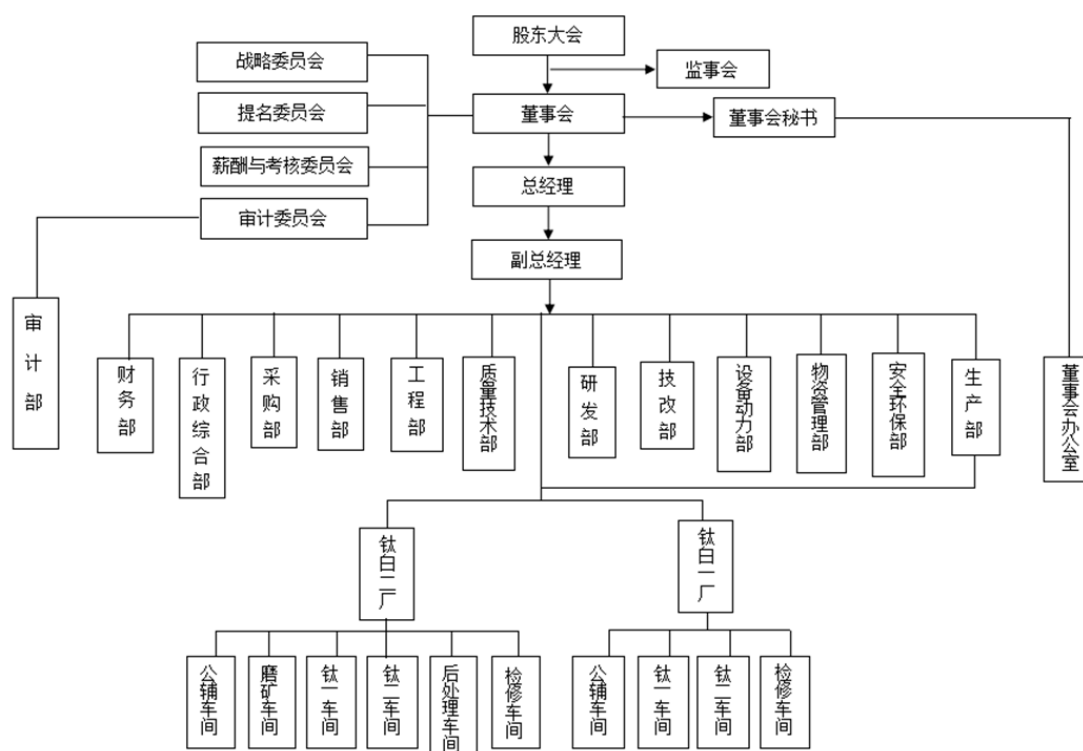 股东大会
战略委员会
监事会
提名委员会
董事会
董事会秘书
薪酬与考核委员会
总经理
审计委员会
副总经理
审计部
财务部
行政综合部
采购部
销售部
工程部
质量技术部
研发部
技改部
设备动力部
物资管理部
安全环保部
生产部
董事会办公室
钛白二厂
钛白一厂
公辅车间
磨矿车间
钛一车间
钛二车间
后处理车间
检修车间
公辅车间
钛一车间
钛二车间
检修车间